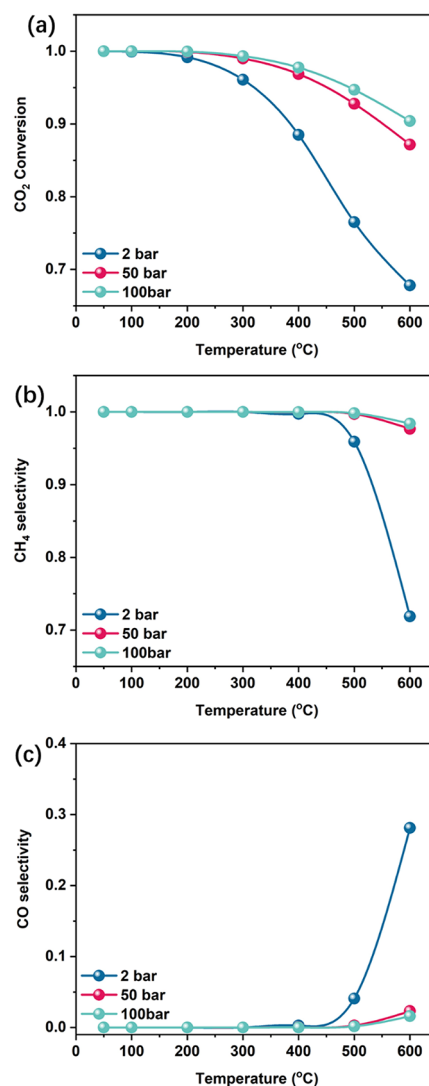 (a)
1.0
0.9
0.8
0.7
CO₂ Conversion
2 bar
50 bar
100bar
0 100 200 300 400 500 600
Temperature (°C)
(b)
1.0
0.9
0.8
0.7
CH₄ selectivity
2 bar
50 bar
100bar
0 100 200 300 400 500 600
Temperature (°C)
(c)
0.4
0.3
0.2
0.1
0.0
CO selectivity
2 bar
50 bar
100bar
0 100 200 300 400 500 600
Temperature (°C)